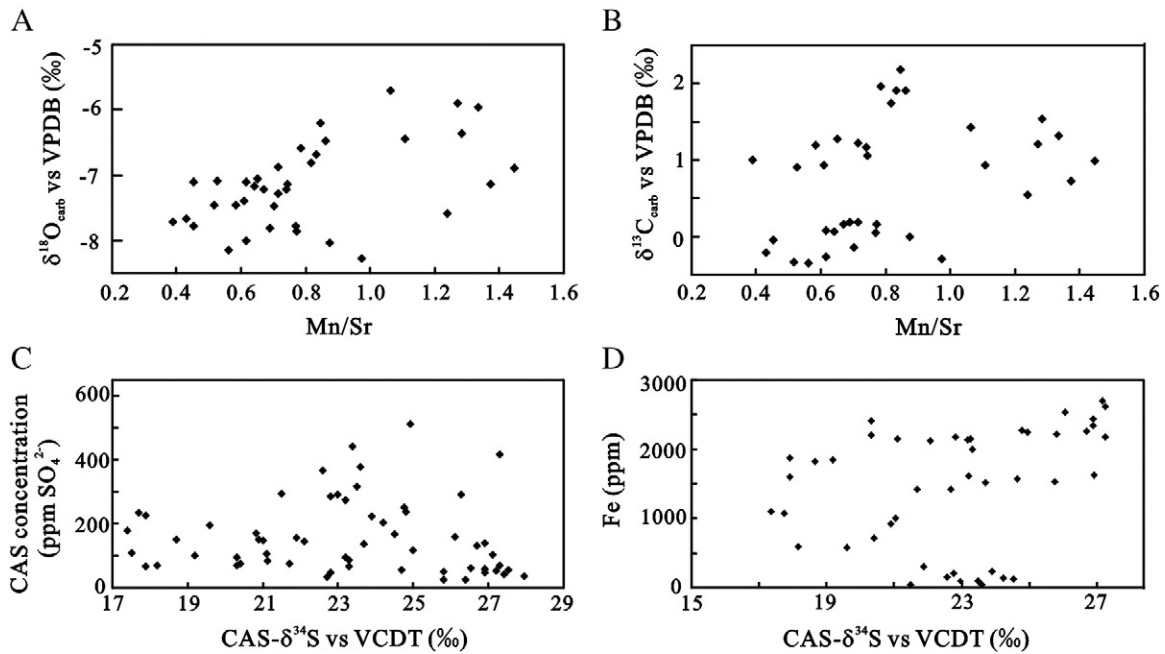 A
δ¹⁸O_carb vs VPDB (‰)
-5
-6
-7
-8
0.2 0.4 0.6 0.8 1.0 1.2 1.4 1.6
Mn/Sr
B
δ¹³C_carb vs VPDB (‰)
2
1
0
0.2 0.4 0.6 0.8 1.0 1.2 1.4 1.6
Mn/Sr
C
CAS concentration
(ppm SO₄²⁻)
600
400
200
0
17 19 21 23 25 27 29
CAS-δ³⁴S vs VCDT (‰)
D
Fe (ppm)
3000
2000
1000
0
15 19 23 27
CAS-δ³⁴S vs VCDT (‰)